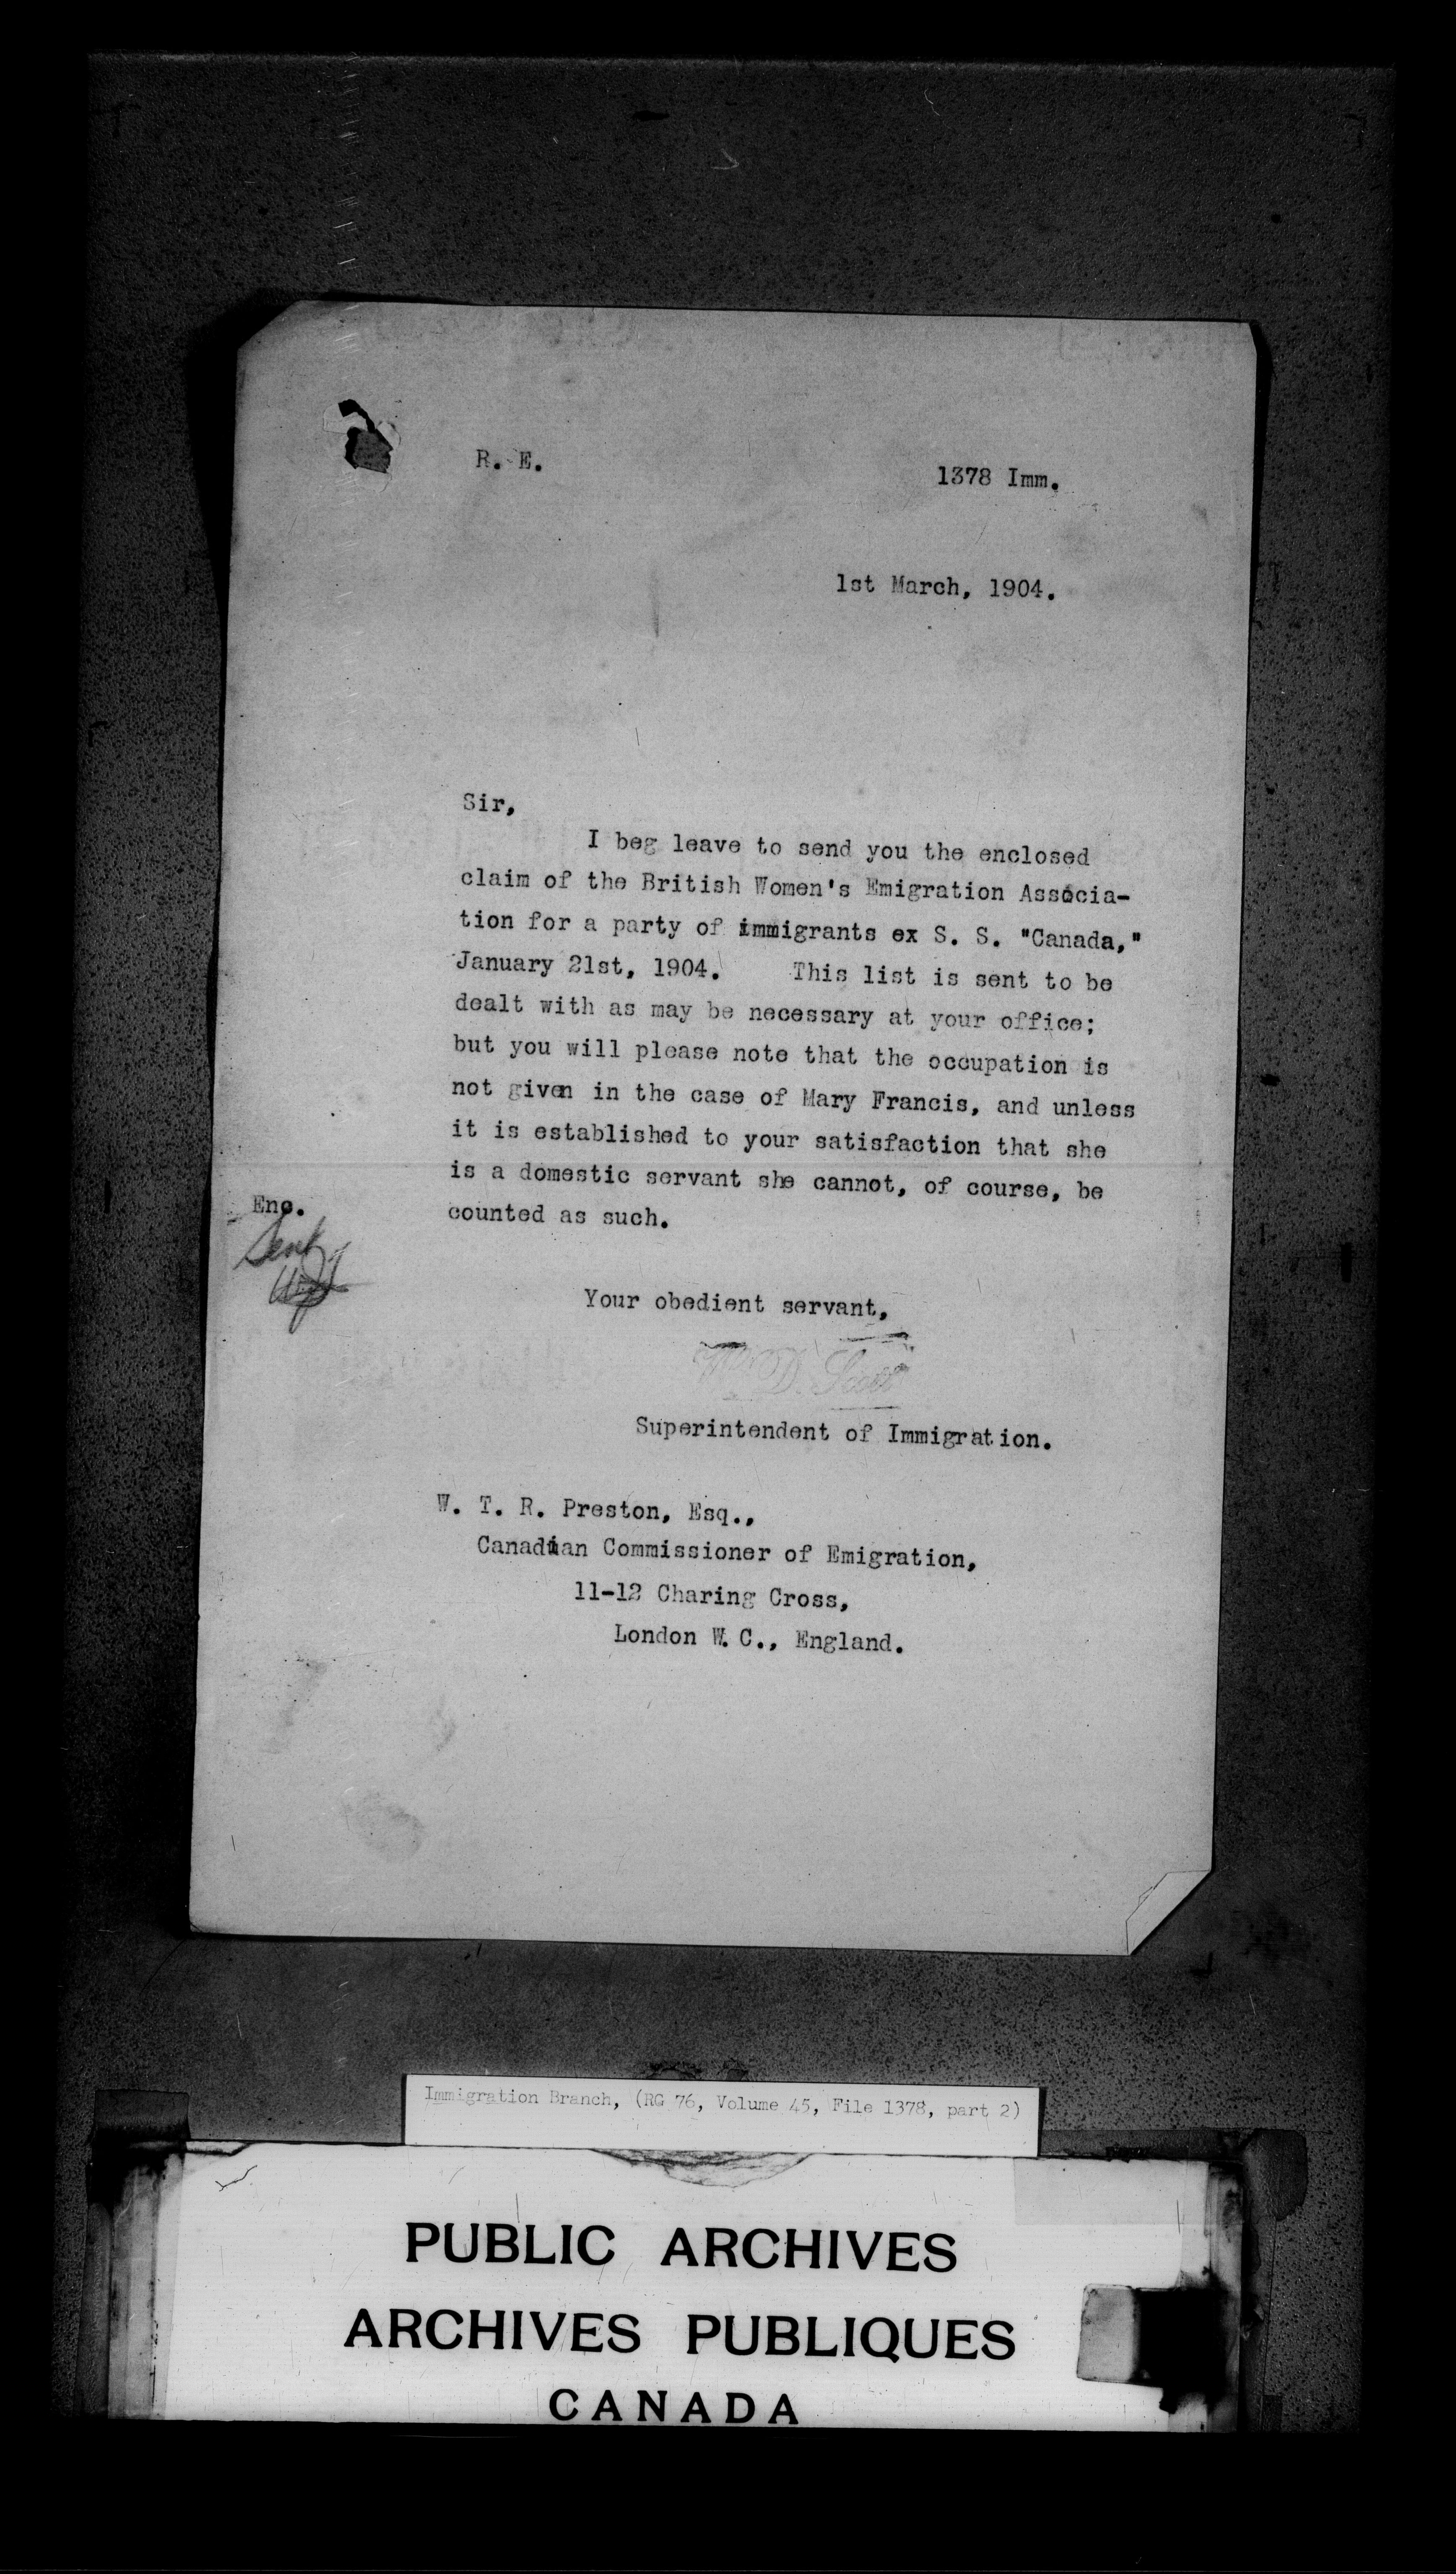 R. E.
1378 Imm.
1st March, 1904.
Sir,
I beg leave to send you the enclosed
claim of the British Women's Emigration Associa-
tion for a party of immigrants ex S. S. "Canada,"
January 21st, 1904. This list is sent to be
dealt with as may be necessary at your office;
but you will please note that the occupation is
not given in the case of Mary Francis, and unless
it is established to your satisfaction that she
is a domestic servant she cannot, of course, be
counted as such.
Enc.
Sent
Your obedient servant,
W. D. Scott
Superintendent of Immigration.
W. T. R. Preston, Esq.,
Canadian Commissioner of Emigration,
11-12 Charing Cross,
London W. C., England.
Immigration Branch, (RG 76, Volume 45, File 1378, part 2)
PUBLIC ARCHIVES
ARCHIVES PUBLIQUES
CANADA